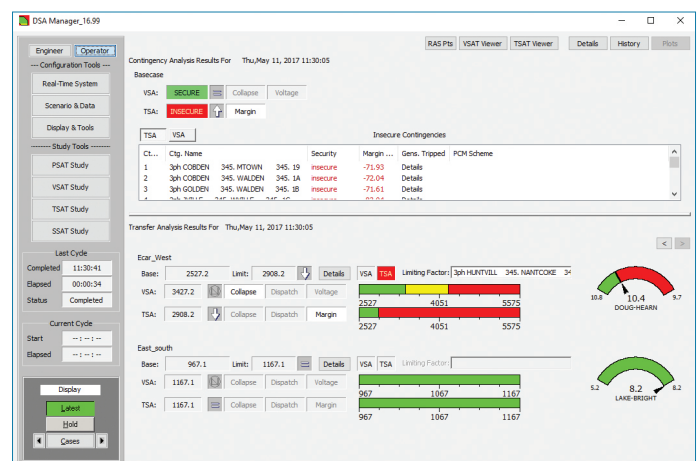 DSA Manager_16.99
Engineer Operator
--- Configuration Tools ---
Real-Time System
Scenario & Data
Display & Tools
-------- Study Tools --------
PSAT Study
VSAT Study
TSAT Study
SSAT Study
Last Cycle
Completed 11:30:41
Elapsed 00:00:34
Status Completed
Current Cycle
Start --:--:--
Elapsed --:--:--
Display
Latest
Hold
Cases
RAS Pts VSAT Viewer TSAT Viewer Details History Plots
Contingency Analysis Results For Thu,May 11, 2017 11:30:05
Basecase
VSA: SECURE Collapse Voltage
TSA: INSECURE Margin
TSA VSA Insecure Contingencies
Ct... Ctg. Name Security Margin ... Gens. Tripped PCM Scheme
1 3ph COBDEN 345. MTOWN 345. 19 insecure -71.93 Details
2 3ph COBDEN 345. WALDEN 345. 1A insecure -72.04 Details
3 3ph GOLDEN 345. WALDEN 345. 1B insecure -71.61 Details
Transfer Analysis Results For Thu,May 11, 2017 11:30:05
< >
Ecar_West
Base: 2527.2 Limit: 2908.2 Details VSA TSA Limiting Factor: 3ph HUNTVILL 345. NANTCOKE 34
VSA: 3427.2 Collapse Dispatch Voltage
2527 4051 5575
TSA: 2908.2 Collapse Dispatch Margin
2527 4051 5575
10.8 10.4 9.7
DOUG-HEARN
East_south
Base: 967.1 Limit: 1167.1 Details VSA TSA Limiting Factor:
VSA: 1167.1 Collapse Dispatch Voltage
967 1067 1167
TSA: 1167.1 Collapse Dispatch Margin
967 1067 1167
5.2 8.2 8.2
LAKE-BRIGHT